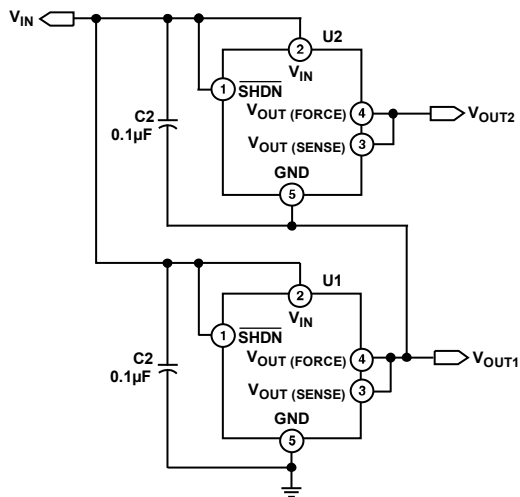 VIN
U2
2
VIN
1
SHDN
C2
0.1µF
VOUT (FORCE)
4
VOUT2
VOUT (SENSE)
3
GND
5
U1
2
VIN
1
SHDN
C2
0.1µF
VOUT (FORCE)
4
VOUT1
VOUT (SENSE)
3
GND
5